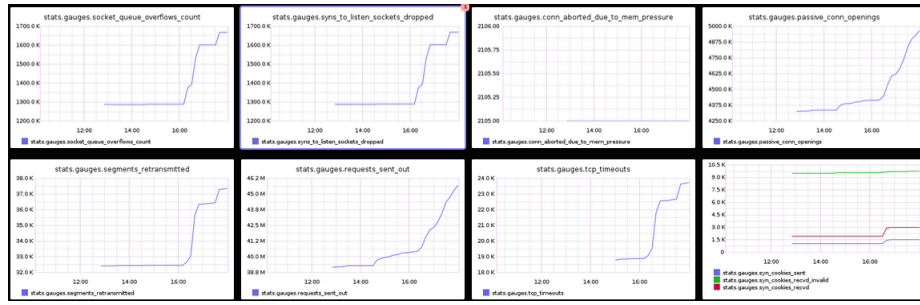 stats.gauges.socket_queue_overflows_count
1700.0 K
1600.0 K
1500.0 K
1400.0 K
1300.0 K
1200.0 K
12:00 14:00 16:00
stats.gauges.socket_queue_overflows_count
stats.gauges.syns_to_listen_sockets_dropped
x
1700.0 K
1600.0 K
1500.0 K
1400.0 K
1300.0 K
1200.0 K
12:00 14:00 16:00
stats.gauges.syns_to_listen_sockets_dropped
stats.gauges.conn_aborted_due_to_mem_pressure
2106.00
2105.75
2105.50
2105.25
2105.00
12:00 14:00 16:00
stats.gauges.conn_aborted_due_to_mem_pressure
stats.gauges.passive_conn_openings
5000.0 K
4875.0 K
4750.0 K
4625.0 K
4500.0 K
4375.0 K
4250.0 K
12:00 14:00 16:00
stats.gauges.passive_conn_openings
stats.gauges.segments_retransmitted
38.0 M
37.0 M
36.0 M
35.0 M
34.0 M
33.0 M
32.0 M
12:00 14:00 16:00
stats.gauges.segments_retransmitted
stats.gauges.requests_sent_out
46.2 M
45.0 M
43.8 M
42.5 M
41.2 M
40.0 M
38.8 M
12:00 14:00 16:00
stats.gauges.requests_sent_out
stats.gauges.tcp_timeouts
24.0 K
23.0 K
22.0 K
21.0 K
20.0 K
19.0 K
18.0 K
12:00 14:00 16:00
stats.gauges.tcp_timeouts
10.5 K
9.0 K
7.5 K
6.0 K
4.5 K
3.0 K
1.5 K
0
12:00 14:00 16:00
stats.gauges.syn_cookies_sent
stats.gauges.syn_cookies_recvd_invalid
stats.gauges.syn_cookies_recvd